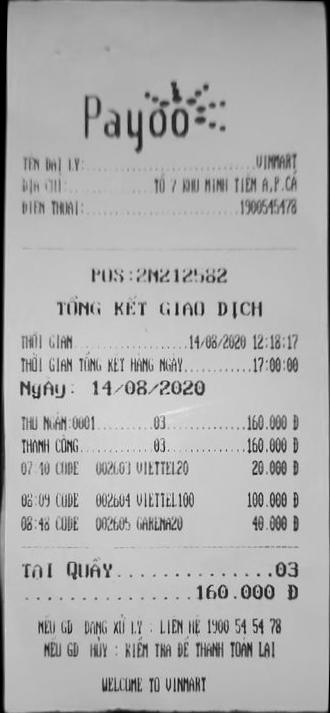 Payoo
TÊN ĐẠI LÝ:..............................VINMART
ĐỊA CHỈ:................TỔ 7 KHU MINH TIẾN A,P.CẢ
ĐIỆN THOẠI:..........................1900545478
POS:2M212582
TỔNG KẾT GIAO DỊCH
THỜI GIAN....................14/08/2020 12:18:17
THỜI GIAN TỔNG KẾT HÀNG NGÀY............17:00:00
NGÀY: 14/08/2020
THU NGÂN:0001...........03..............160.000 Đ
THÀNH CÔNG..............03..............160.000 Đ
07:40 CODE 002603 VIETTEL20 20.000 Đ
08:09 CODE 002604 VIETTEL100 100.000 Đ
08:48 CODE 002605 GARENA20 40.000 Đ
TẠI QUẦY...............03
..................160.000 Đ
NẾU GD ĐANG XỬ LÝ : LIÊN HỆ 1900 54 54 78
NẾU GD HỦY : KIỂM TRA ĐỂ THANH TOÁN LẠI
WELCOME TO VINMART